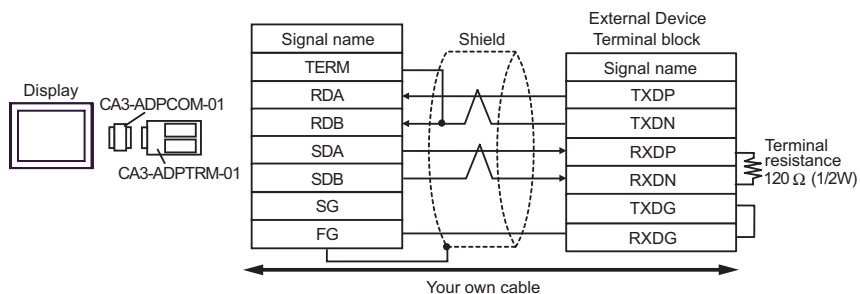 Display
CA3-ADPCOM-01
CA3-ADPTRM-01
Signal name
TERM
RDA
RDB
SDA
SDB
SG
FG
Shield
External Device
Terminal block
Signal name
TXDP
TXDN
RXDP
RXDN
TXDG
RXDG
Terminal
resistance
120 Ω (1/2W)
Your own cable